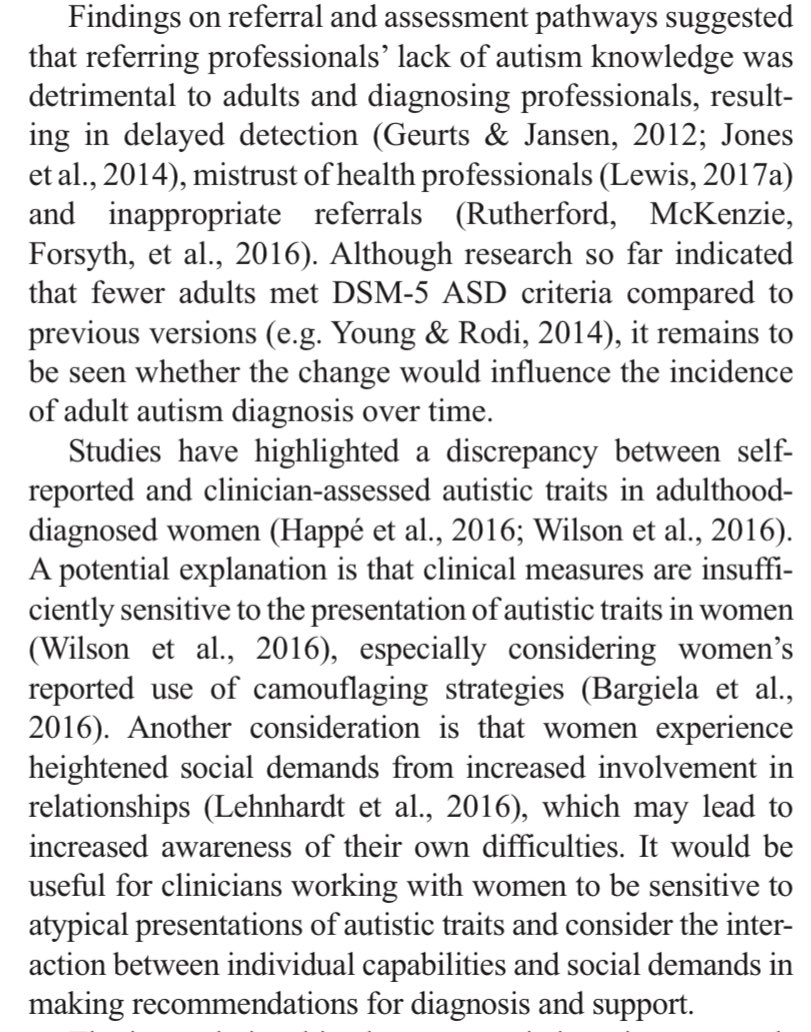 Findings on referral and assessment pathways suggested
that referring professionals’ lack of autism knowledge was
detrimental to adults and diagnosing professionals, result-
ing in delayed detection (Geurts & Jansen, 2012; Jones
et al., 2014), mistrust of health professionals (Lewis, 2017a)
and inappropriate referrals (Rutherford, McKenzie,
Forsyth, et al., 2016). Although research so far indicated
that fewer adults met DSM-5 ASD criteria compared to
previous versions (e.g. Young & Rodi, 2014), it remains to
be seen whether the change would influence the incidence
of adult autism diagnosis over time.
Studies have highlighted a discrepancy between self-
reported and clinician-assessed autistic traits in adulthood-
diagnosed women (Happé et al., 2016; Wilson et al., 2016).
A potential explanation is that clinical measures are insuffi-
ciently sensitive to the presentation of autistic traits in women
(Wilson et al., 2016), especially considering women’s
reported use of camouflaging strategies (Bargiela et al.,
2016). Another consideration is that women experience
heightened social demands from increased involvement in
relationships (Lehnhardt et al., 2016), which may lead to
increased awareness of their own difficulties. It would be
useful for clinicians working with women to be sensitive to
atypical presentations of autistic traits and consider the inter-
action between individual capabilities and social demands in
making recommendations for diagnosis and support.